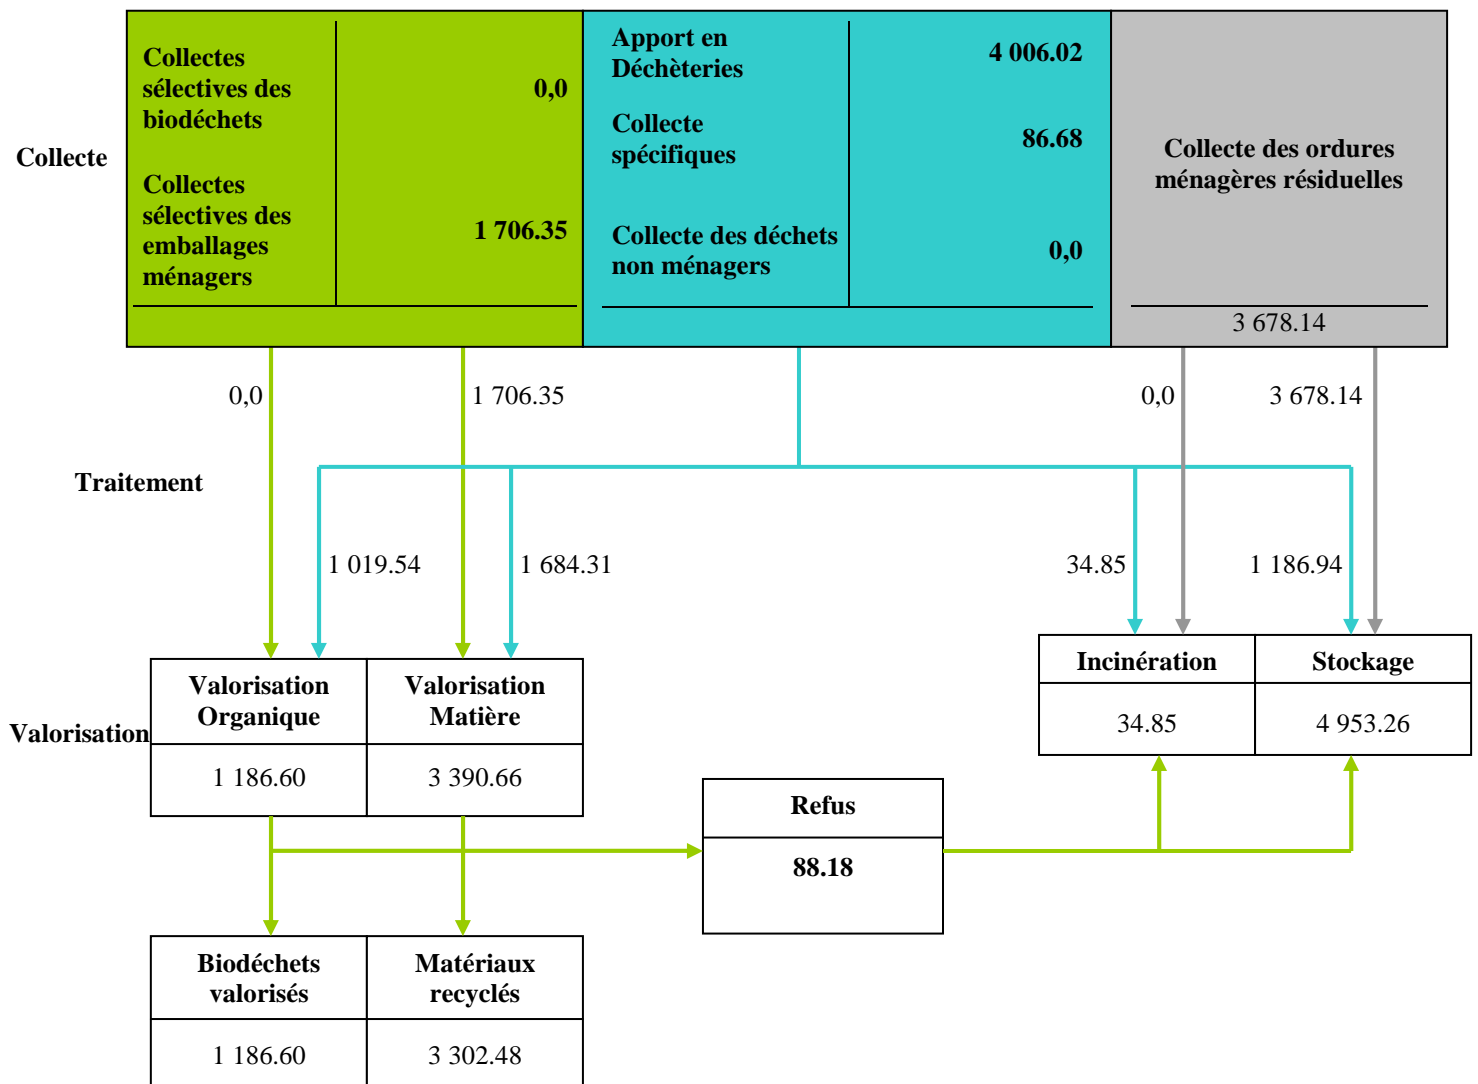 Collecte
Collectes
sélectives des
biodéchets
0,0
Collectes
sélectives des
emballages
ménagers
1 706.35
Apport en
Déchèteries
4 006.02
Collecte
spécifiques
86.68
Collecte des déchets
non ménagers
0,0
Collecte des ordures
ménagères résiduelles
3 678.14
0,0
1 706.35
0,0
3 678.14
Traitement
1 019.54
1 684.31
34.85
1 186.94
Valorisation
Valorisation
Organique
Valorisation
Matière
1 186.60
3 390.66
Incinération
Stockage
34.85
4 953.26
Refus
88.18
Biodéchets
valorisés
Matériaux
recyclés
1 186.60
3 302.48